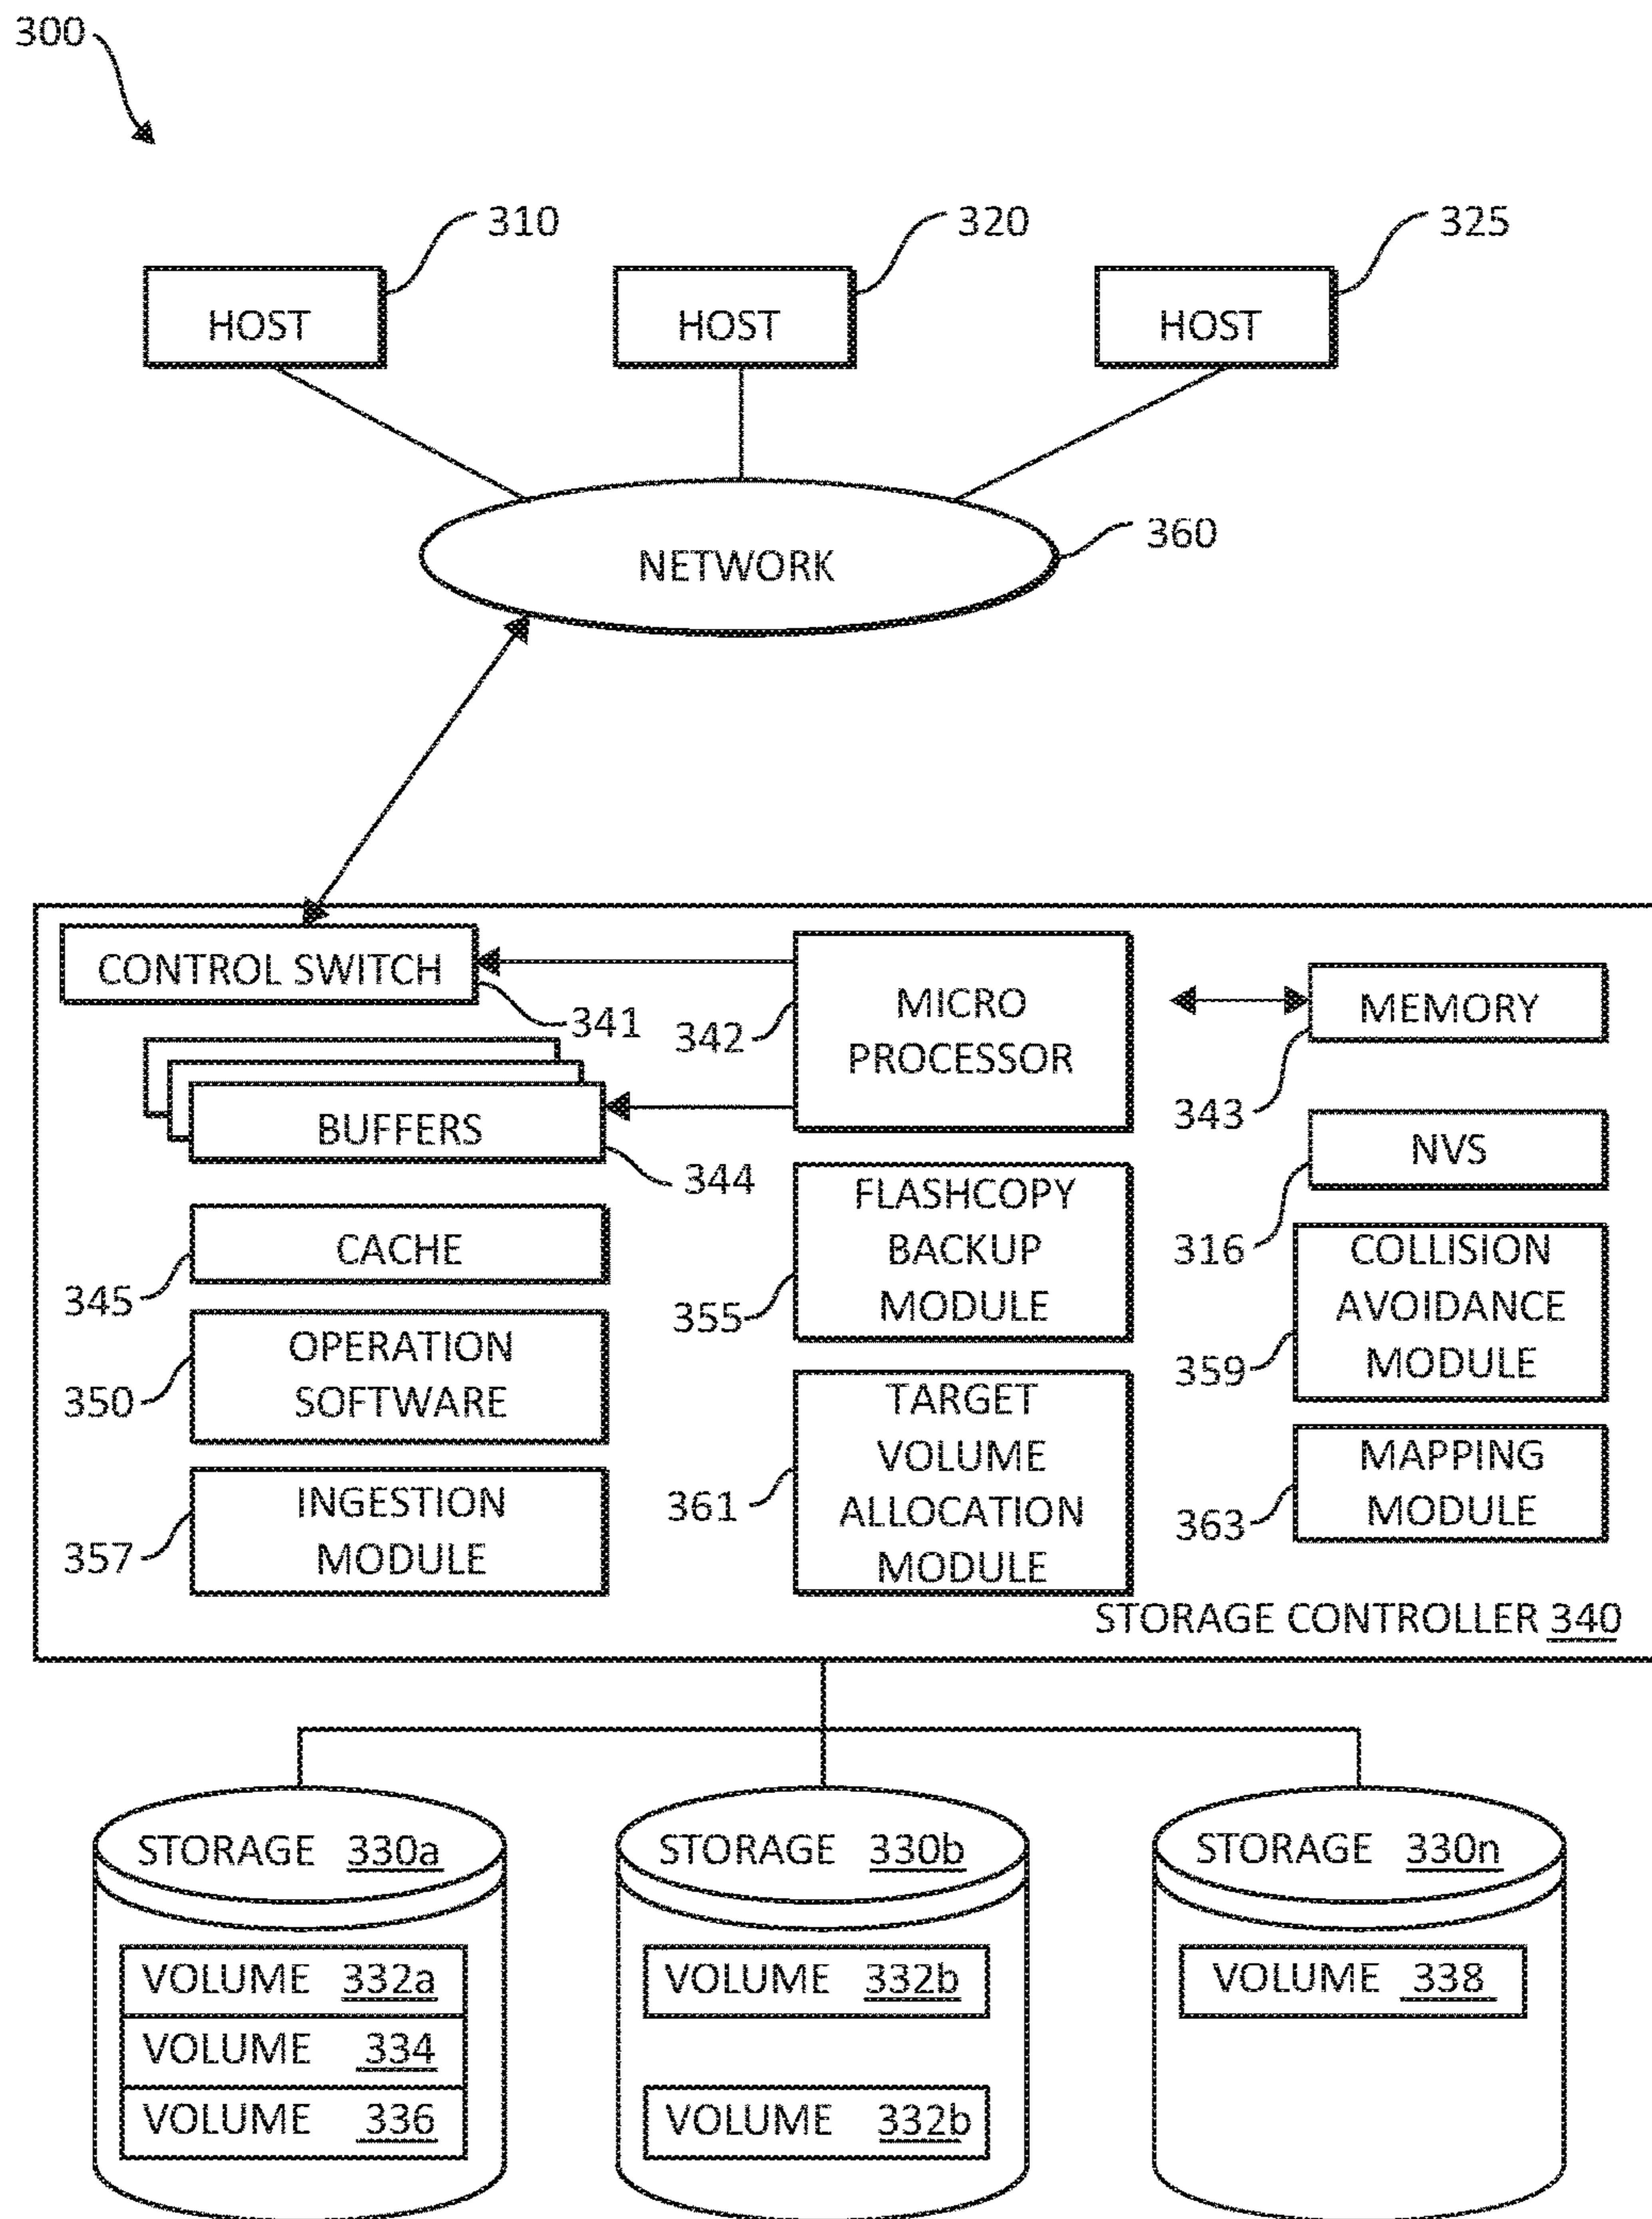 300
310
320
325
HOST
HOST
HOST
360
NETWORK
CONTROL SWITCH
341
342
MICRO
PROCESSOR
MEMORY
343
BUFFERS
344
NVS
316
CACHE
345
FLASHCOPY
BACKUP
MODULE
355
COLLISION
AVOIDANCE
MODULE
359
OPERATION
SOFTWARE
350
TARGET
VOLUME
ALLOCATION
MODULE
361
MAPPING
MODULE
363
INGESTION
MODULE
357
STORAGE CONTROLLER 340
STORAGE 330a
VOLUME 332a
VOLUME 334
VOLUME 336
STORAGE 330b
VOLUME 332b
VOLUME 332b
STORAGE 330n
VOLUME 338